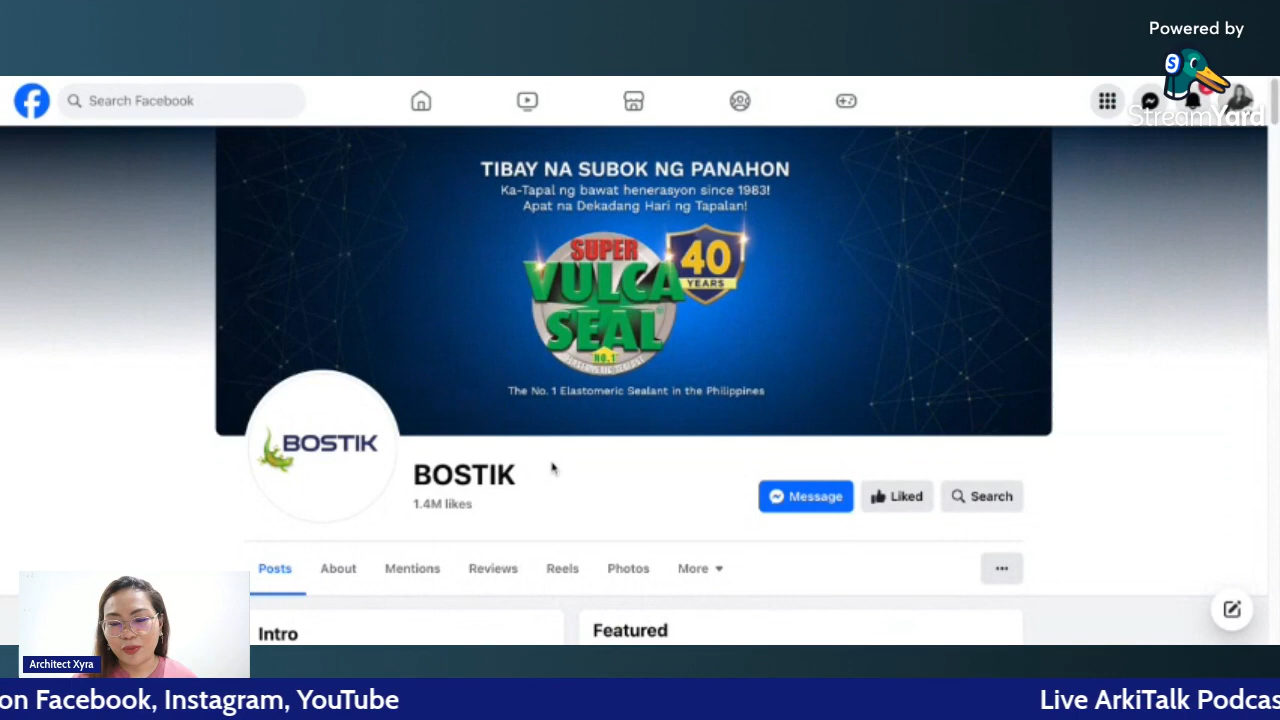 Powered by
StreamYard
Search Facebook
TIBAY NA SUBOK NG PANAHON
Ka-Tapal ng bawat henerasyon since 1983!
Apat na Dekadang Hari ng Tapalan!
SUPER
VULCA
SEAL
NO.1
40
YEARS
The No. 1 Elastomeric Sealant in the Philippines
BOSTIK
BOSTIK
1.4M likes
Message
Liked
Search
Posts
About
Mentions
Reviews
Reels
Photos
More
Intro
Featured
Architect Xyra
on Facebook, Instagram, YouTube
Live ArkiTalk Podcas